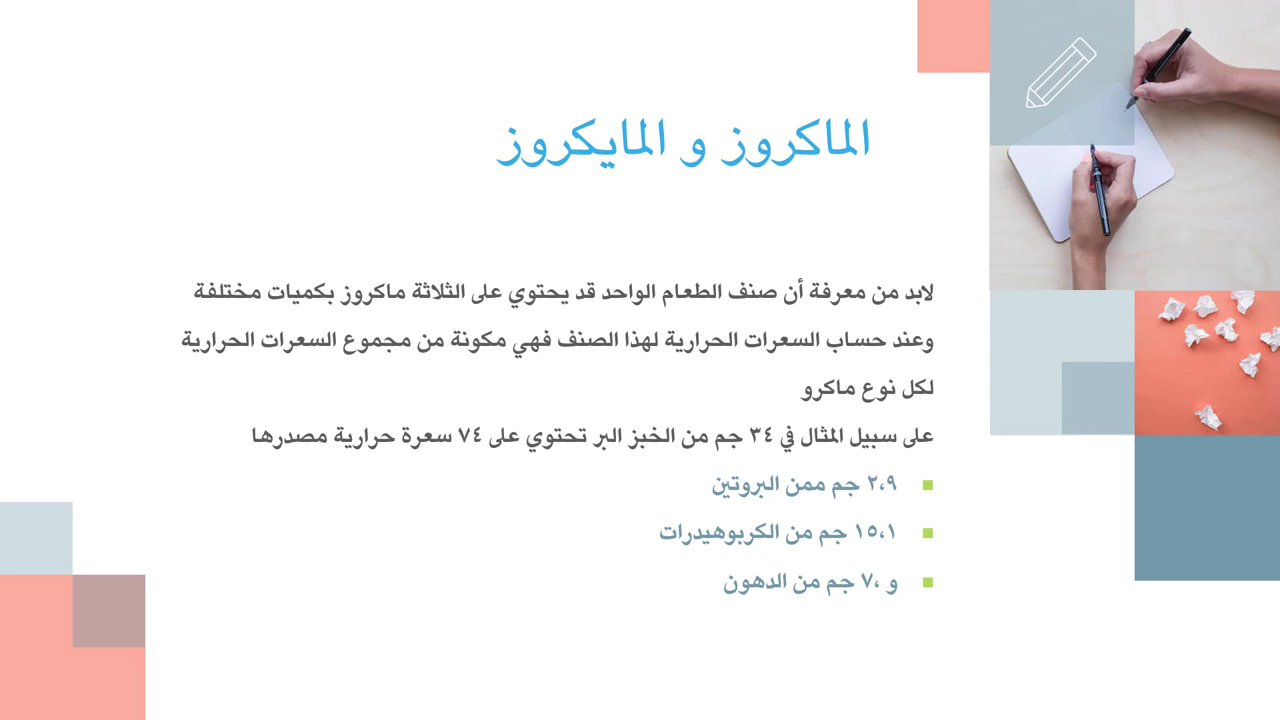 الماكروز و المايكروز
لابد من معرفة أن صنف الطعام الواحد قد يحتوي على الثلاثة ماكروز بكميات مختلفة
وعند حساب السعرات الحرارية لهذا الصنف فهي مكونة من مجموع السعرات الحرارية
لكل نوع ماكرو
على سبيل المثال في ٣٤ جم من الخبز البر تحتوي على ٧٤ سعرة حرارية مصدرها
٢،٩ جم ممن البروتين
١٥،١ جم من الكربوهيدرات
و ،٧ جم من الدهون